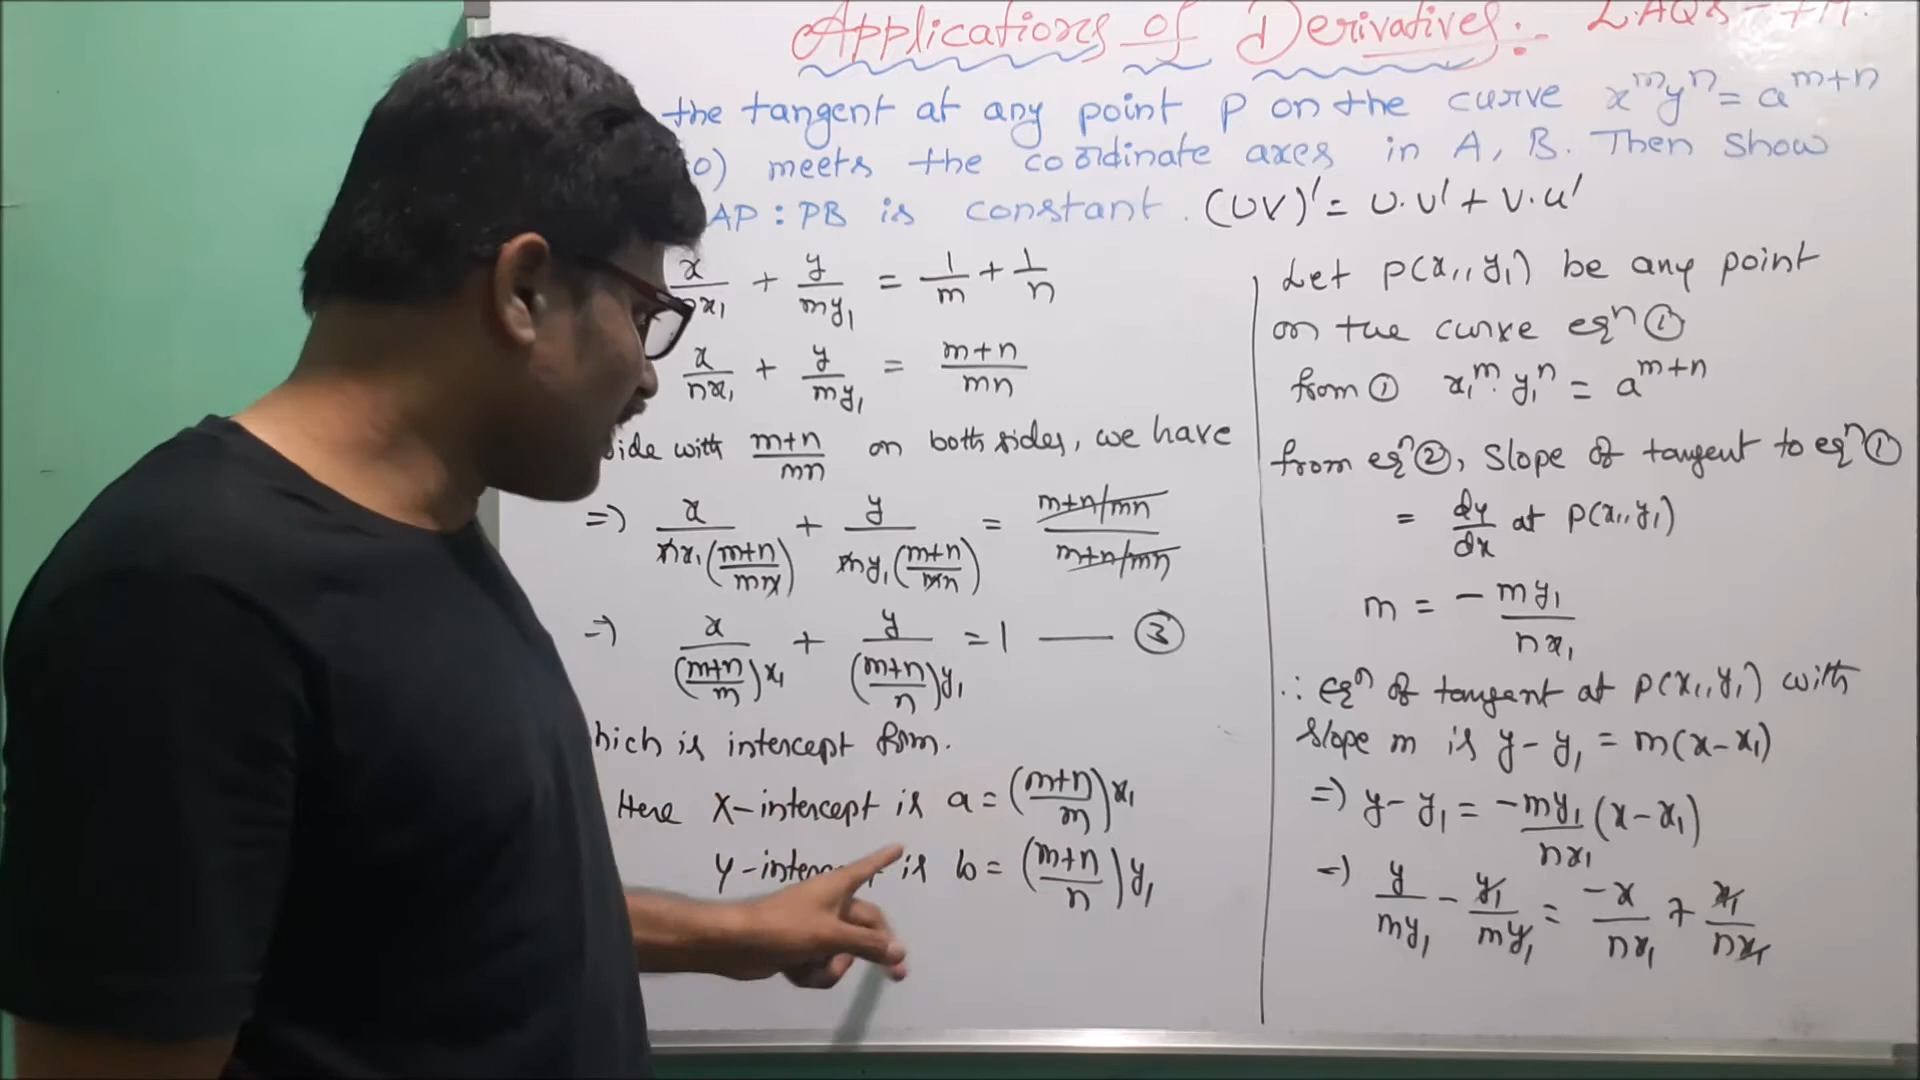 Applications of Derivatives:-
the tangent at any point P on the curve x^m y^n = a^(m+n)
0) meets the coordinate axes in A, B. Then show
AP : PB is constant. (UV)' = U.V' + V.U'
x/nx₁ + y/my₁ = 1/m + 1/n
x/nx₁ + y/my₁ = (m+n)/mn
ide with (m+n)/mn on both sides, we have
=> x/(nx₁((m+n)/mn)) + y/(my₁((m+n)/mn)) = (m+n/mn)/(m+n/mn)
=> x/(((m+n)/m)x₁) + y/(((m+n)/n)y₁) = 1 —— ③
hich is intercept form.
Here X-intercept is a = ((m+n)/m)x₁
Y-inter is b = ((m+n)/n)y₁
Let P(x₁, y₁) be any point
on the curve eqⁿ ①
from ① x₁^m . y₁^n = a^(m+n)
from eqⁿ ②, Slope of tangent to eqⁿ ①
= dy/dx at P(x₁, y₁)
m = - my₁/nx₁
∴ eqⁿ of tangent at P(x₁, y₁) with
slope m is y - y₁ = m(x - x₁)
=> y - y₁ = -my₁/nx₁ (x - x₁)
=> y/my₁ - y₁/my₁ = -x/nx₁ + x₁/nx₁